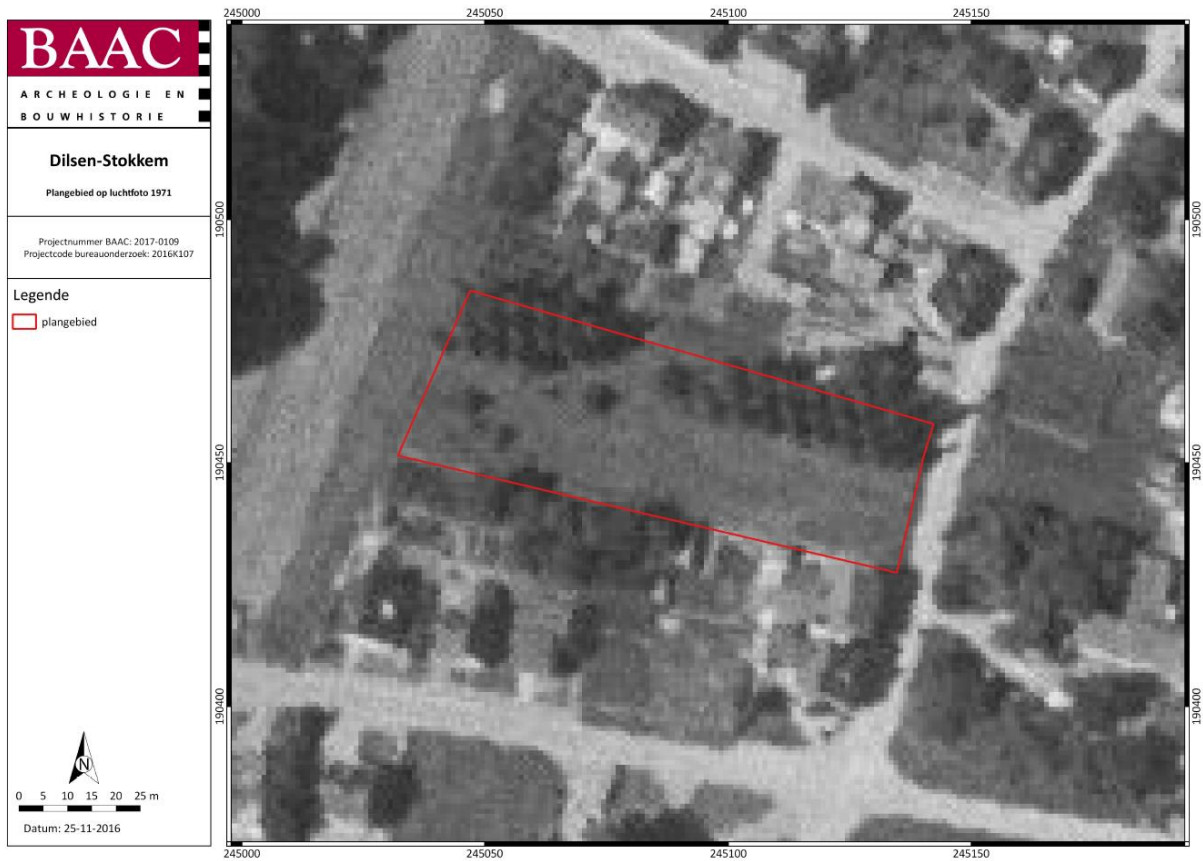 BAAC
ARCHEOLOGIE EN
BOUWHISTORIE
Dilsen-Stokkem
Plangebied op luchtfoto 1971
Projectnummer BAAC: 2017-0109
Projectcode bureauonderzoek: 2016K107
Legende
plangebied
N
0 5 10 15 20 25 m
Datum: 25-11-2016
245000 245050 245100 245150
190500 190500
190450 190450
190400 190400
245000 245050 245100 245150